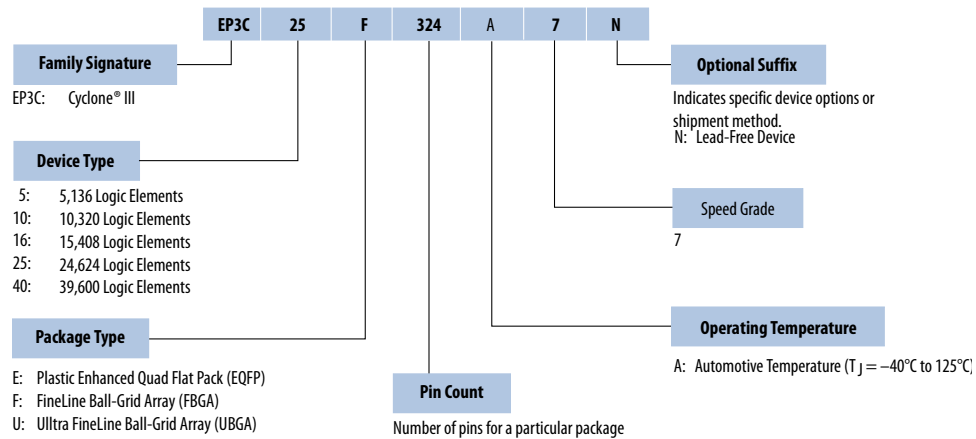 EP3C 25 F 324 A 7 N
Family Signature
EP3C: Cyclone® III
Optional Suffix
Indicates specific device options or
shipment method.
N: Lead-Free Device
Device Type
5: 5,136 Logic Elements
10: 10,320 Logic Elements
16: 15,408 Logic Elements
25: 24,624 Logic Elements
40: 39,600 Logic Elements
Speed Grade
7
Package Type
E: Plastic Enhanced Quad Flat Pack (EQFP)
F: FineLine Ball-Grid Array (FBGA)
U: Ulltra FineLine Ball-Grid Array (UBGA)
Operating Temperature
A: Automotive Temperature (T J = –40°C to 125°C)
Pin Count
Number of pins for a particular package